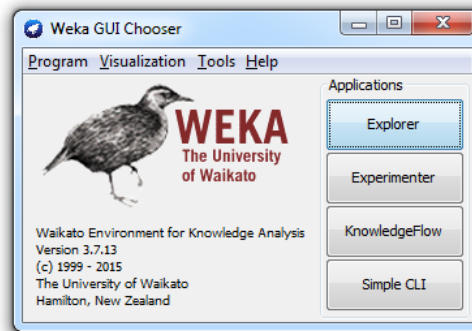 Weka GUI Chooser
Program Visualization Tools Help
WEKA
The University
of Waikato
Waikato Environment for Knowledge Analysis
Version 3.7.13
(c) 1999 - 2015
The University of Waikato
Hamilton, New Zealand
Applications
Explorer
Experimenter
KnowledgeFlow
Simple CLI